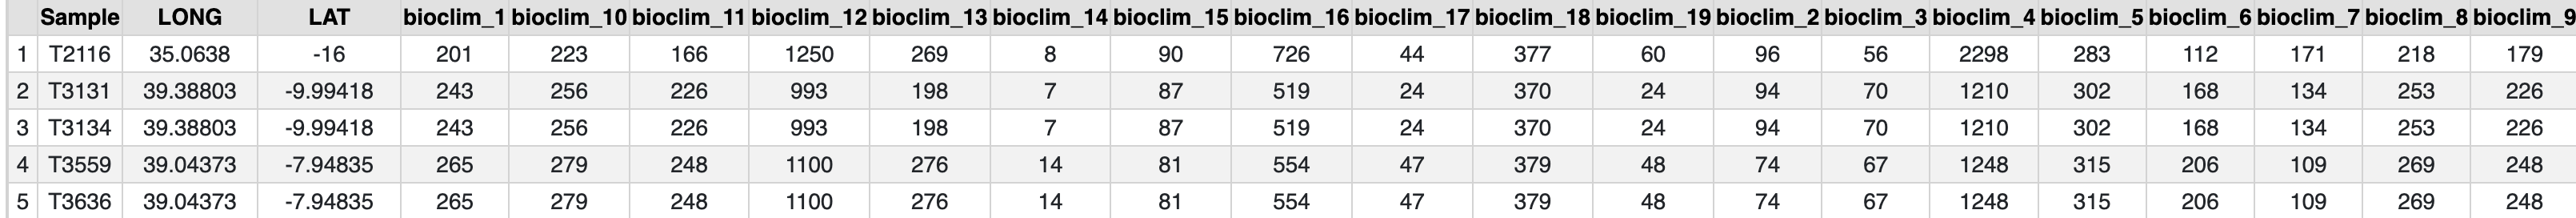 Sample LONG LAT bioclim_1 bioclim_10 bioclim_11 bioclim_12 bioclim_13 bioclim_14 bioclim_15 bioclim_16 bioclim_17 bioclim_18 bioclim_19 bioclim_2 bioclim_3 bioclim_4 bioclim_5 bioclim_6 bioclim_7 bioclim_8 bioclim_9
1 T2116 35.0638 -16 201 223 166 1250 269 8 90 726 44 377 60 96 56 2298 283 112 171 218 179
2 T3131 39.38803 -9.99418 243 256 226 993 198 7 87 519 24 370 24 94 70 1210 302 168 134 253 226
3 T3134 39.38803 -9.99418 243 256 226 993 198 7 87 519 24 370 24 94 70 1210 302 168 134 253 226
4 T3559 39.04373 -7.94835 265 279 248 1100 276 14 81 554 47 379 48 74 67 1248 315 206 109 269 248
5 T3636 39.04373 -7.94835 265 279 248 1100 276 14 81 554 47 379 48 74 67 1248 315 206 109 269 248